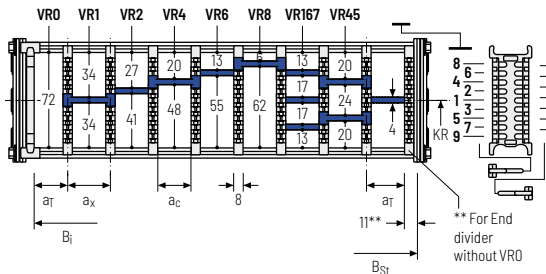 VR0 VR1 VR2 VR4 VR6 VR8 VR167 VR45
34 27 20 13 6 13 20
72 17 24
34 41 48 55 62 17 4
13 20
KR
8
6
4
2
1
3
5
7
9
aT ax ac 8 aT
11**
Bi
BSt
** For End
divider
without VR0